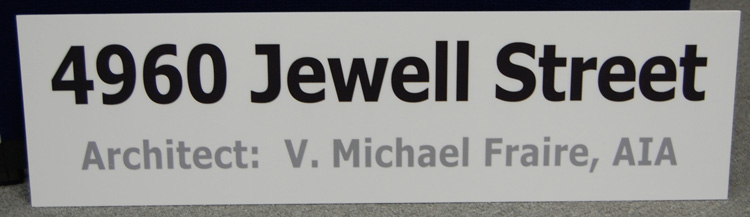 4960 Jewell Street
Architect: V. Michael Fraire, AIA